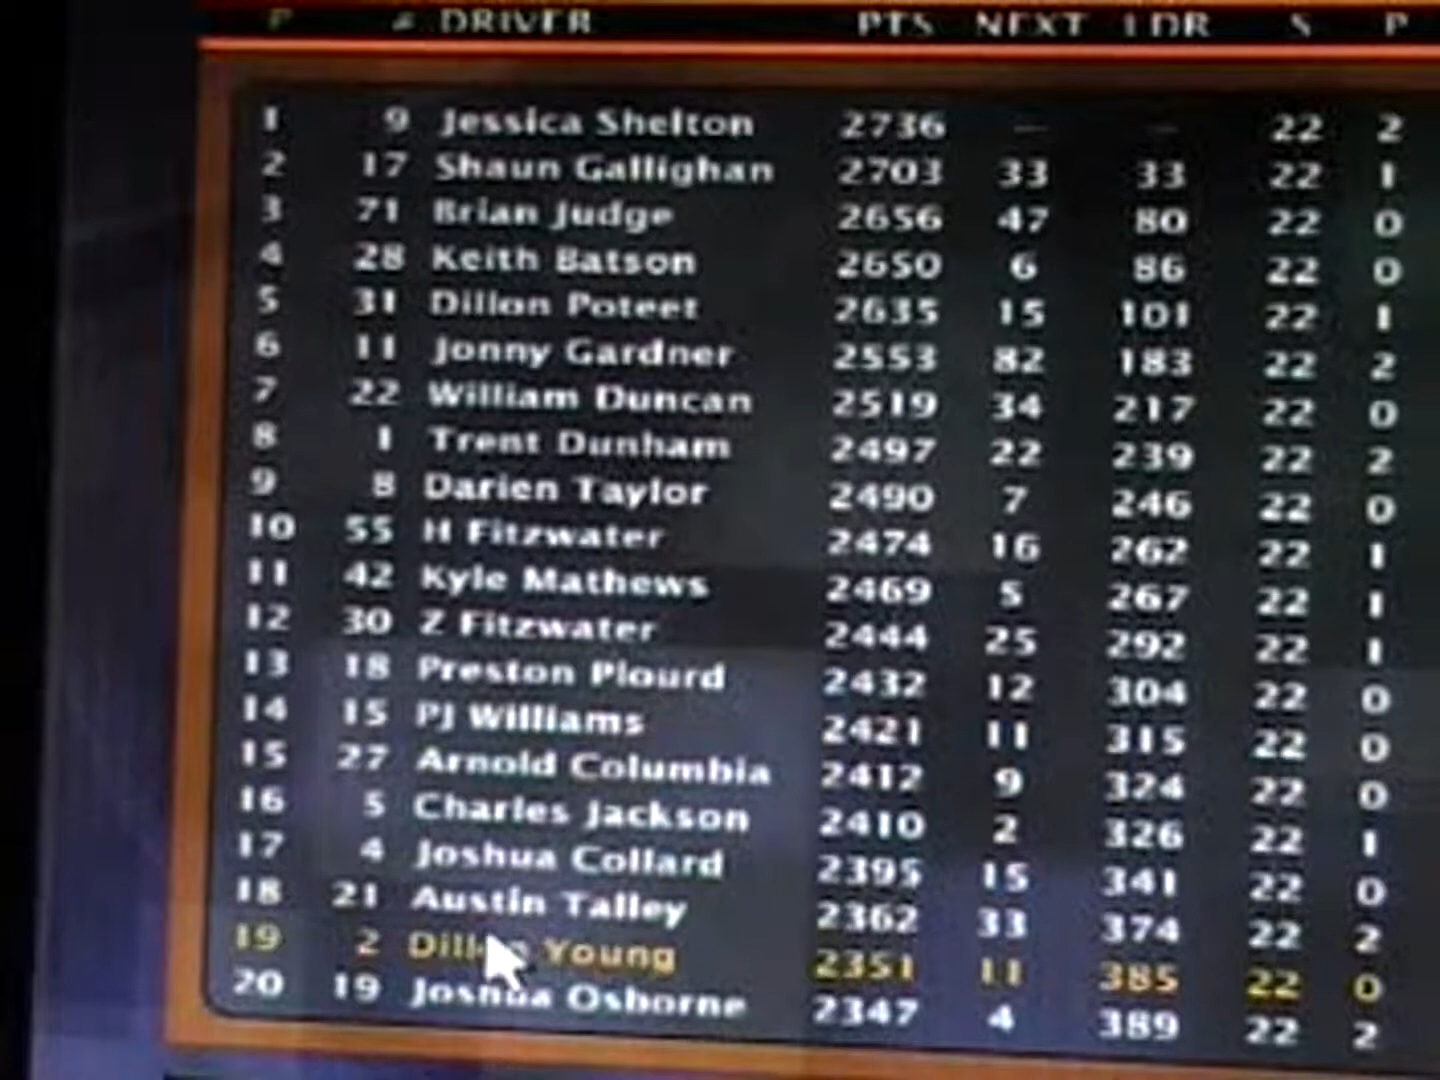 P # DRIVER PTS NEXT LDR S P
1 9 Jessica Shelton 2736 — — 22 2
2 17 Shaun Gallighan 2703 33 33 22 1
3 71 Brian Judge 2656 47 80 22 0
4 28 Keith Batson 2650 6 86 22 0
5 31 Dillon Poteet 2635 15 101 22 1
6 11 Jonny Gardner 2553 82 183 22 2
7 22 William Duncan 2519 34 217 22 0
8 1 Trent Dunham 2497 22 239 22 2
9 8 Darien Taylor 2490 7 246 22 0
10 55 H Fitzwater 2474 16 262 22 1
11 42 Kyle Mathews 2469 5 267 22 1
12 30 Z Fitzwater 2444 25 292 22 1
13 18 Preston Plourd 2432 12 304 22 0
14 15 PJ Williams 2421 11 315 22 0
15 27 Arnold Columbia 2412 9 324 22 0
16 5 Charles Jackson 2410 2 326 22 1
17 4 Joshua Collard 2395 15 341 22 0
18 21 Austin Talley 2362 33 374 22 2
19 2 Dillon Young 2351 11 385 22 0
20 19 Joshua Osborne 2347 4 389 22 2